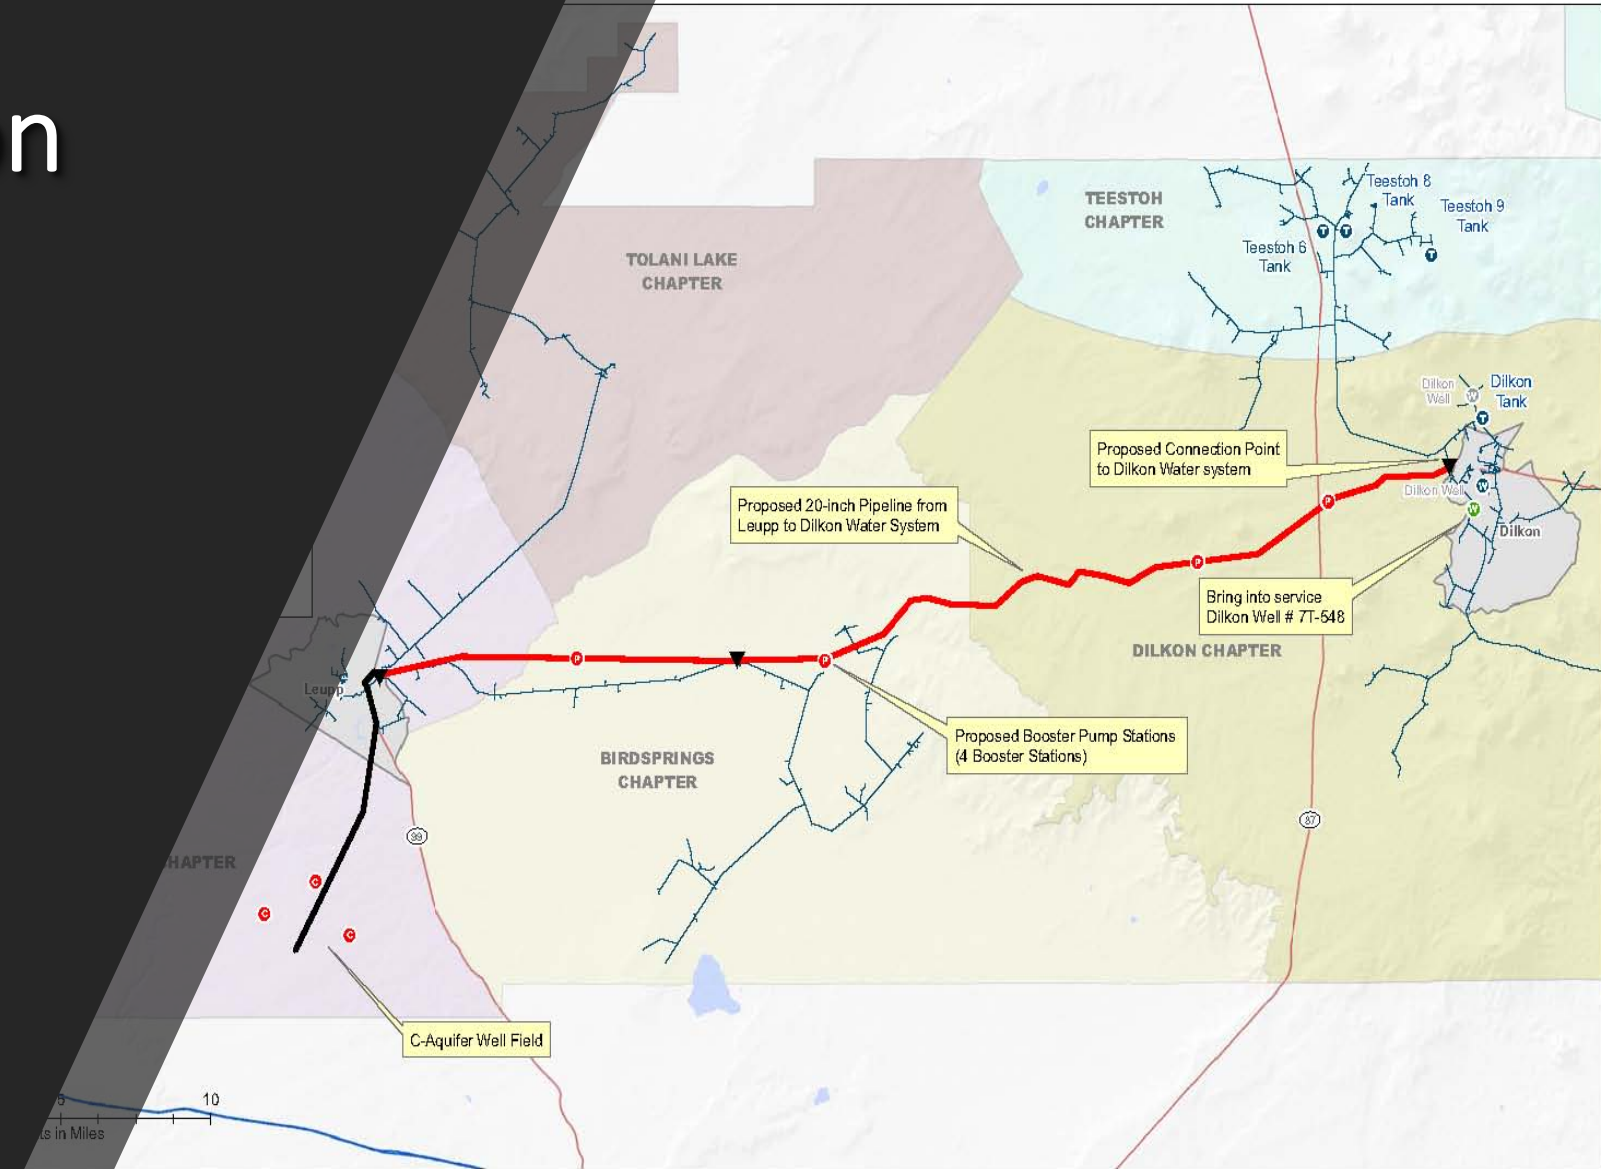 n
TEESTOH
CHAPTER
Teestoh 8
Tank
Teestoh 9
Tank
Teestoh 6
Tank
T
T
T
TOLANI LAKE
CHAPTER
Dilkon
Well
W
Dilkon
Tank
T
Proposed Connection Point
to Dilkon Water system
Dilkon Well
W
W
Proposed 20-inch Pipeline from
Leupp to Dilkon Water System
P
Dilkon
P
Bring into service
Dilkon Well # 7T-548
DILKON CHAPTER
P
P
Leupp
Proposed Booster Pump Stations
(4 Booster Stations)
BIRDSPRINGS
CHAPTER
99
87
HAPTER
C
C
C
C-Aquifer Well Field
5
10
ts in Miles